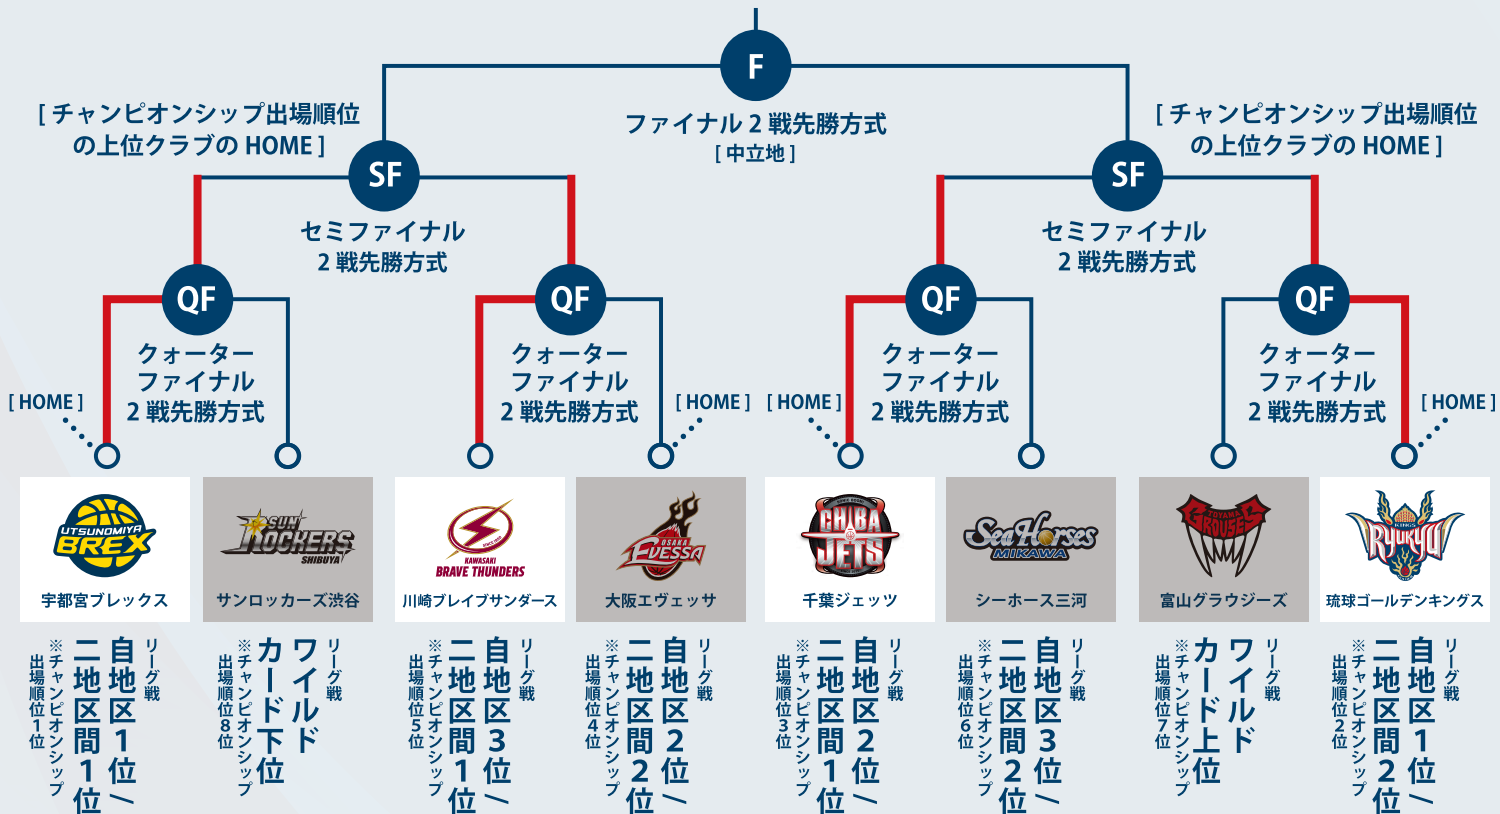 F
ファイナル2戦先勝方式
[ 中立地 ]
[ チャンピオンシップ出場順位
の上位クラブの HOME ]
SF
セミファイナル
2戦先勝方式
[ チャンピオンシップ出場順位
の上位クラブの HOME ]
SF
セミファイナル
2戦先勝方式
QF
クォーター
ファイナル
2戦先勝方式
QF
クォーター
ファイナル
2戦先勝方式
QF
クォーター
ファイナル
2戦先勝方式
QF
クォーター
ファイナル
2戦先勝方式
[ HOME ]
[ HOME ]
[ HOME ]
[ HOME ]
UTSUNOMIYA
BREX
宇都宮ブレックス
SUN
ROCKERS
SHIBUYA
サンロッカーズ渋谷
KAWASAKI
BRAVE THUNDERS
川崎ブレイブサンダース
OSAKA
EVESSA
大阪エヴェッサ
CHIBA
JETS
千葉ジェッツ
SeaHorses
MIKAWA
シーホース三河
TOYAMA
GROUSES
富山グラウジーズ
KINGS
RYUKYU
琉球ゴールデンキングス
リーグ戦
自地区1位/
二地区間1位
※チャンピオンシップ
出場順位1位
リーグ戦
ワイルド
カード下位
※チャンピオンシップ
出場順位8位
リーグ戦
自地区3位/
二地区間1位
※チャンピオンシップ
出場順位5位
リーグ戦
自地区2位/
二地区間2位
※チャンピオンシップ
出場順位4位
リーグ戦
自地区2位/
二地区間1位
※チャンピオンシップ
出場順位3位
リーグ戦
自地区3位/
二地区間2位
※チャンピオンシップ
出場順位6位
リーグ戦
ワイルド
カード上位
※チャンピオンシップ
出場順位7位
リーグ戦
自地区1位/
二地区間2位
※チャンピオンシップ
出場順位2位